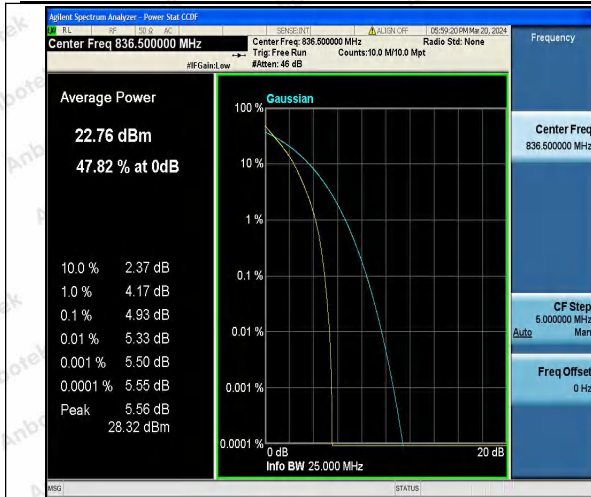 Agilent Spectrum Analyzer - Power Stat CCDF
RL RF 50 Ω AC SENSE:INT ALIGN OFF 05:59:20 PM Mar 20, 2024
Center Freq 836.500000 MHz
Center Freq: 836.500000 MHz Radio Std: None
Trig: Free Run Counts:10.0 M/10.0 Mpt
#IFGain:Low #Atten: 46 dB
Average Power
22.76 dBm
47.82 % at 0dB
10.0 % 2.37 dB
1.0 % 4.17 dB
0.1 % 4.93 dB
0.01 % 5.33 dB
0.001 % 5.50 dB
0.0001 % 5.55 dB
Peak 5.56 dB
28.32 dBm
Gaussian
100 %
10 %
1 %
0.1 %
0.01 %
0.001 %
0.0001 %
0 dB 20 dB
Info BW 25.000 MHz
Frequency
Center Freq
836.500000 MHz
CF Step
5.000000 MHz
Auto Man
Freq Offset
0 Hz
MSG STATUS